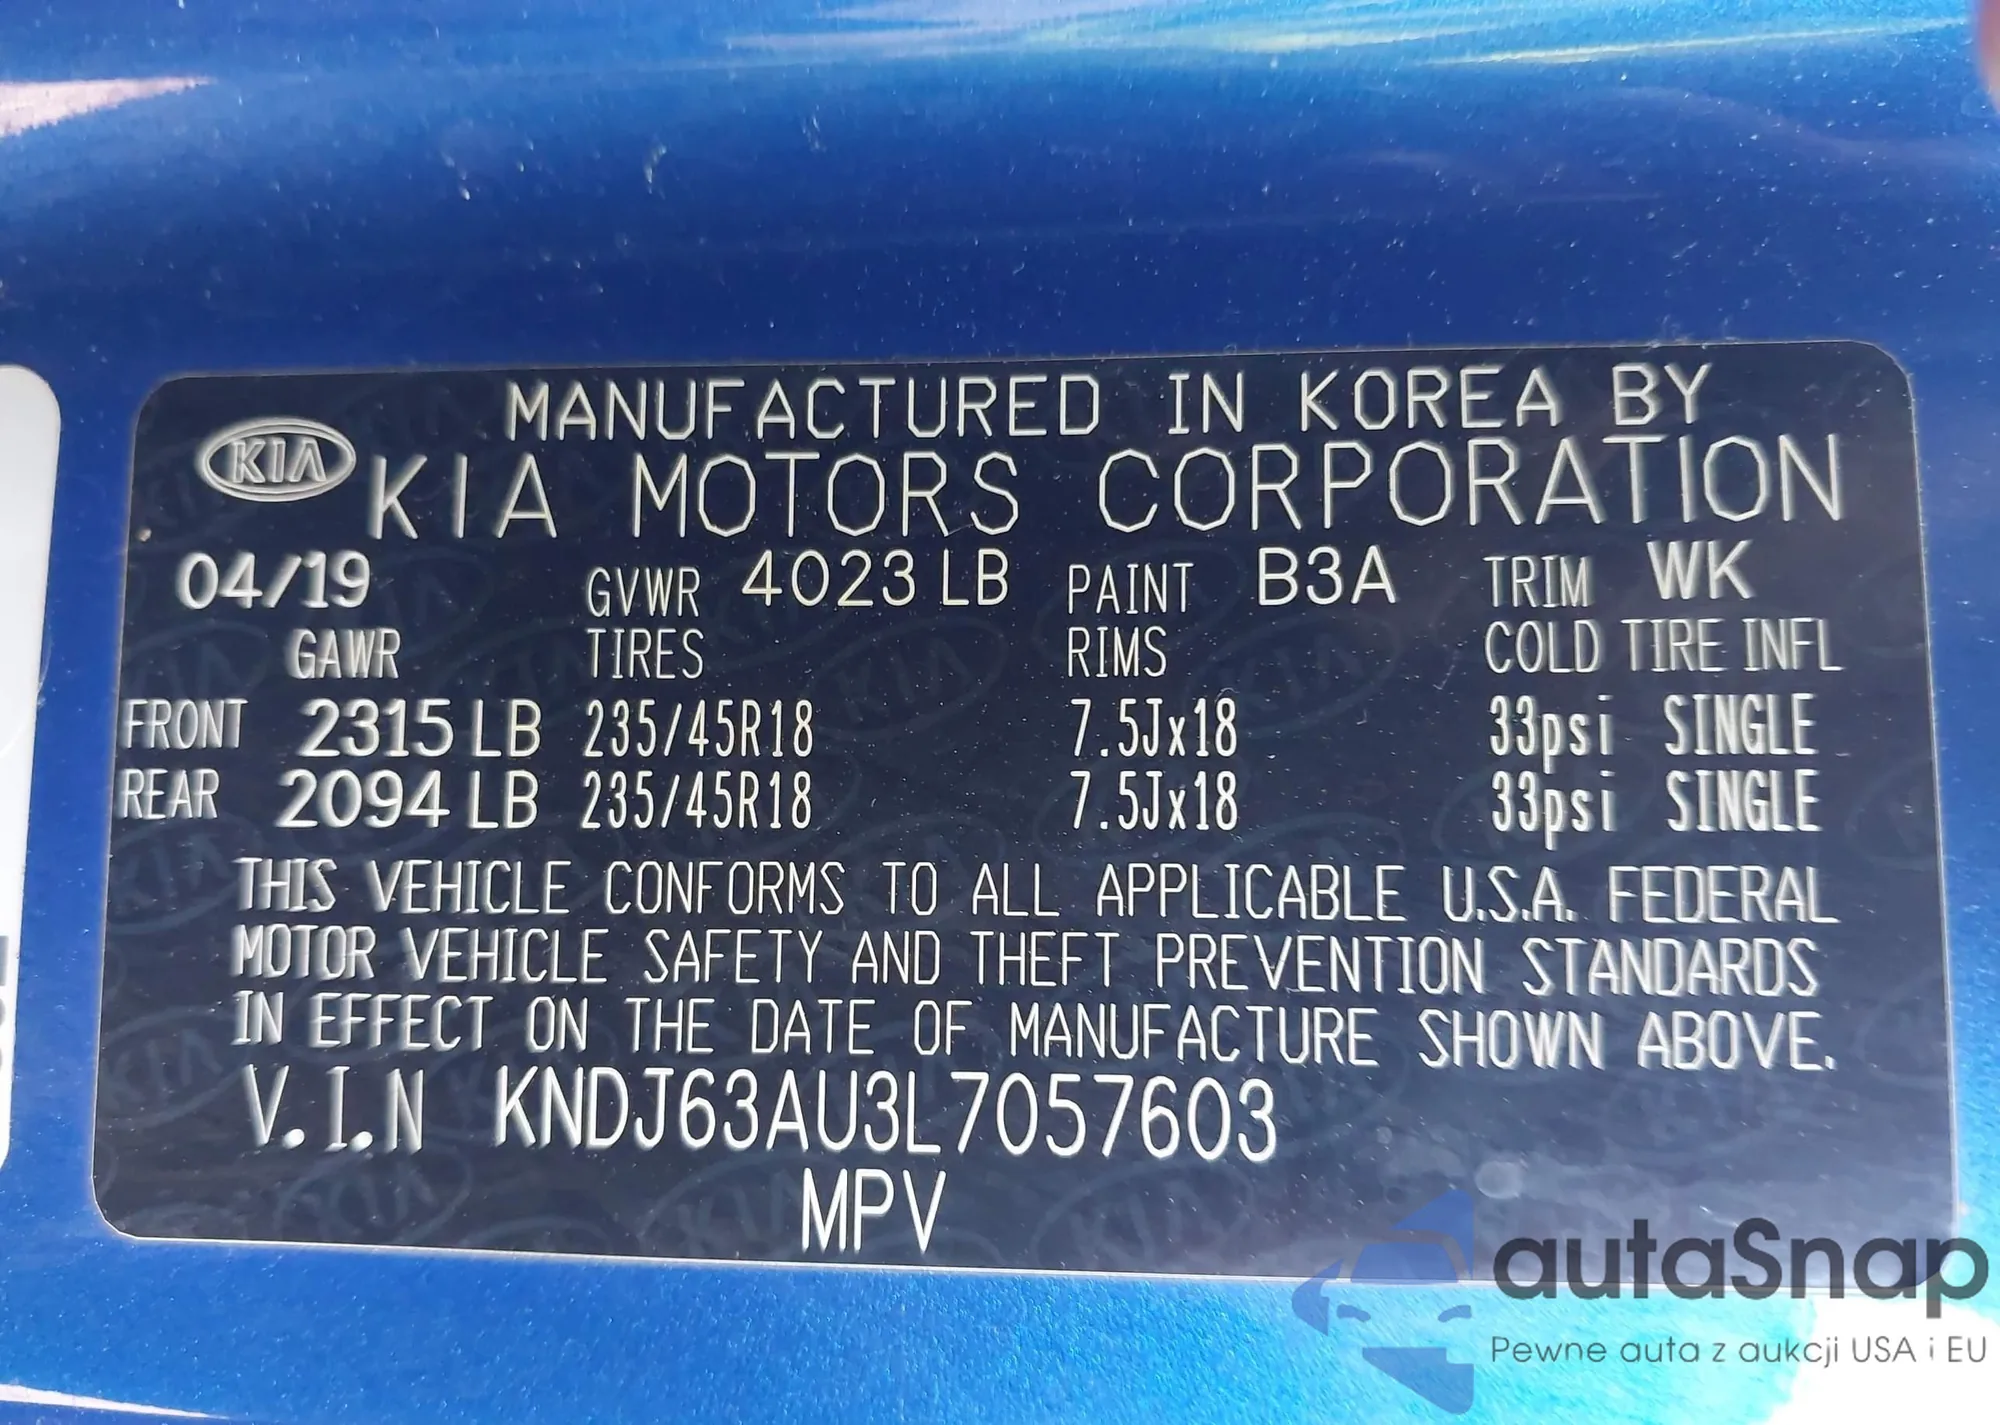 MANUFACTURED IN KOREA BY
KIA KIA MOTORS CORPORATION
04/19 GVWR 4023 LB PAINT B3A TRIM WK
GAWR TIRES RIMS COLD TIRE INFL
FRONT 2315 LB 235/45R18 7.5Jx18 33psi SINGLE
REAR 2094 LB 235/45R18 7.5Jx18 33psi SINGLE
THIS VEHICLE CONFORMS TO ALL APPLICABLE U.S.A. FEDERAL
MOTOR VEHICLE SAFETY AND THEFT PREVENTION STANDARDS
IN EFFECT ON THE DATE OF MANUFACTURE SHOWN ABOVE.
V.I.N KNDJ63AU3L7057603
MPV
autaSnap
Pewne auta z aukcji USA i EU